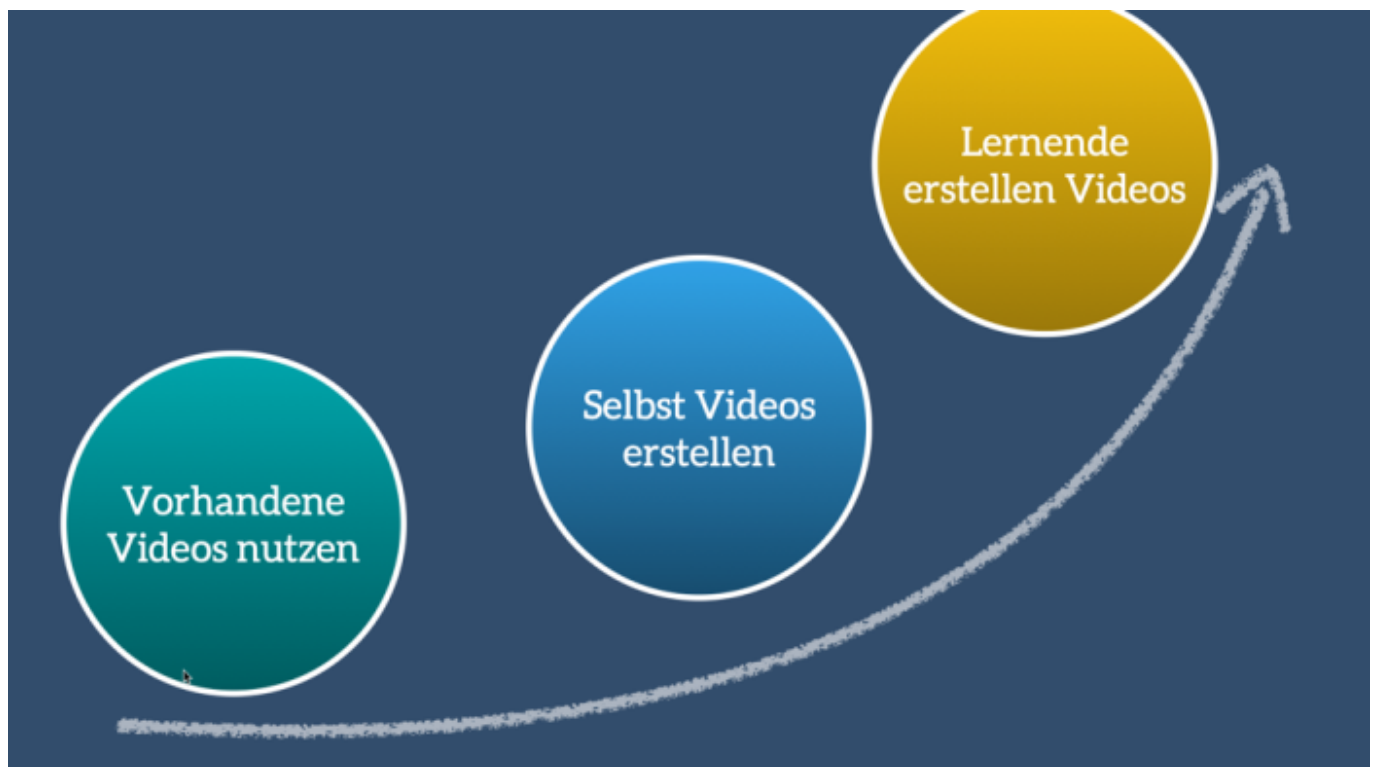 Vorhandene
Videos nutzen
Selbst Videos
erstellen
Lernende
erstellen Videos